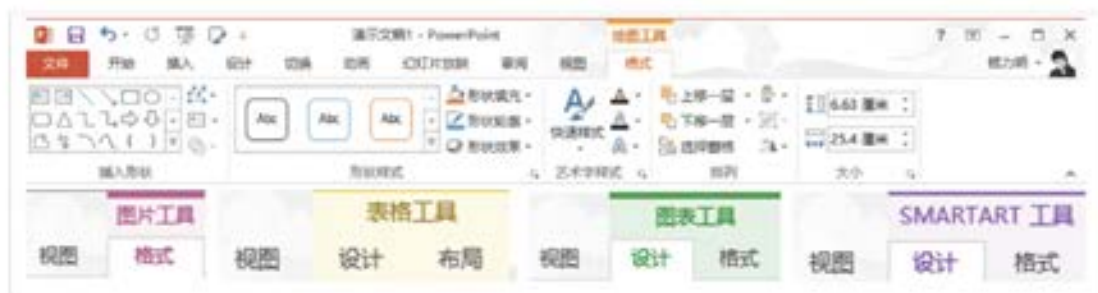 演示文稿1 - PowerPoint 绘图工具
文件 开始 插入 设计 切换 动画 幻灯片放映 审阅 视图 格式
Abc Abc Abc
形状填充
形状轮廓
形状效果
快速样式
上移一层
下移一层
选择窗格
6.63 厘米
25.4 厘米
插入形状 形状样式 艺术字样式 排列 大小
图片工具 表格工具 图表工具 SMARTART 工具
视图 格式 视图 设计 布局 视图 设计 格式 视图 设计 格式